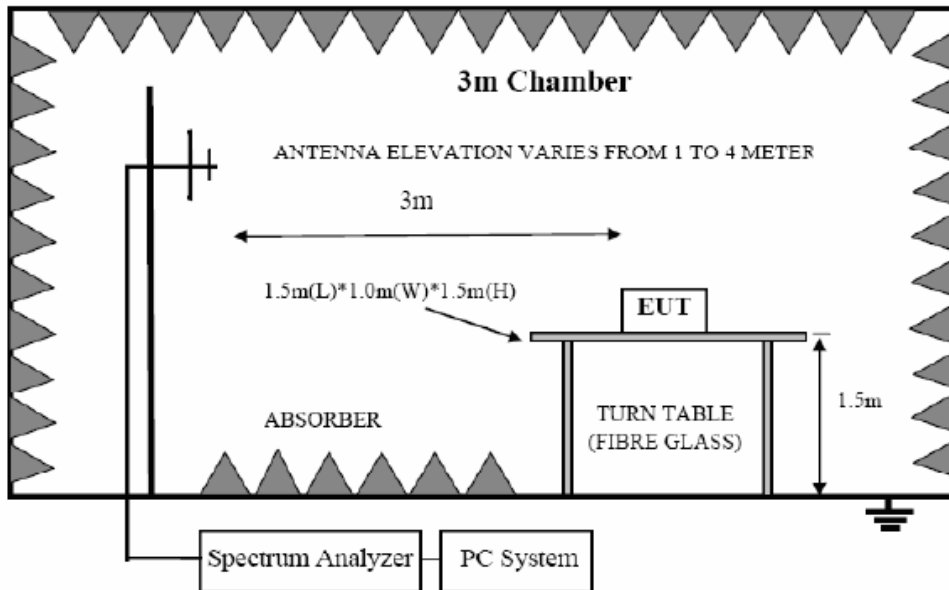 3m Chamber
ANTENNA ELEVATION VARIES FROM 1 TO 4 METER
3m
1.5m(L)*1.0m(W)*1.5m(H)
EUT
1.5m
ABSORBER
TURN TABLE
(FIBRE GLASS)
Spectrum Analyzer
PC System